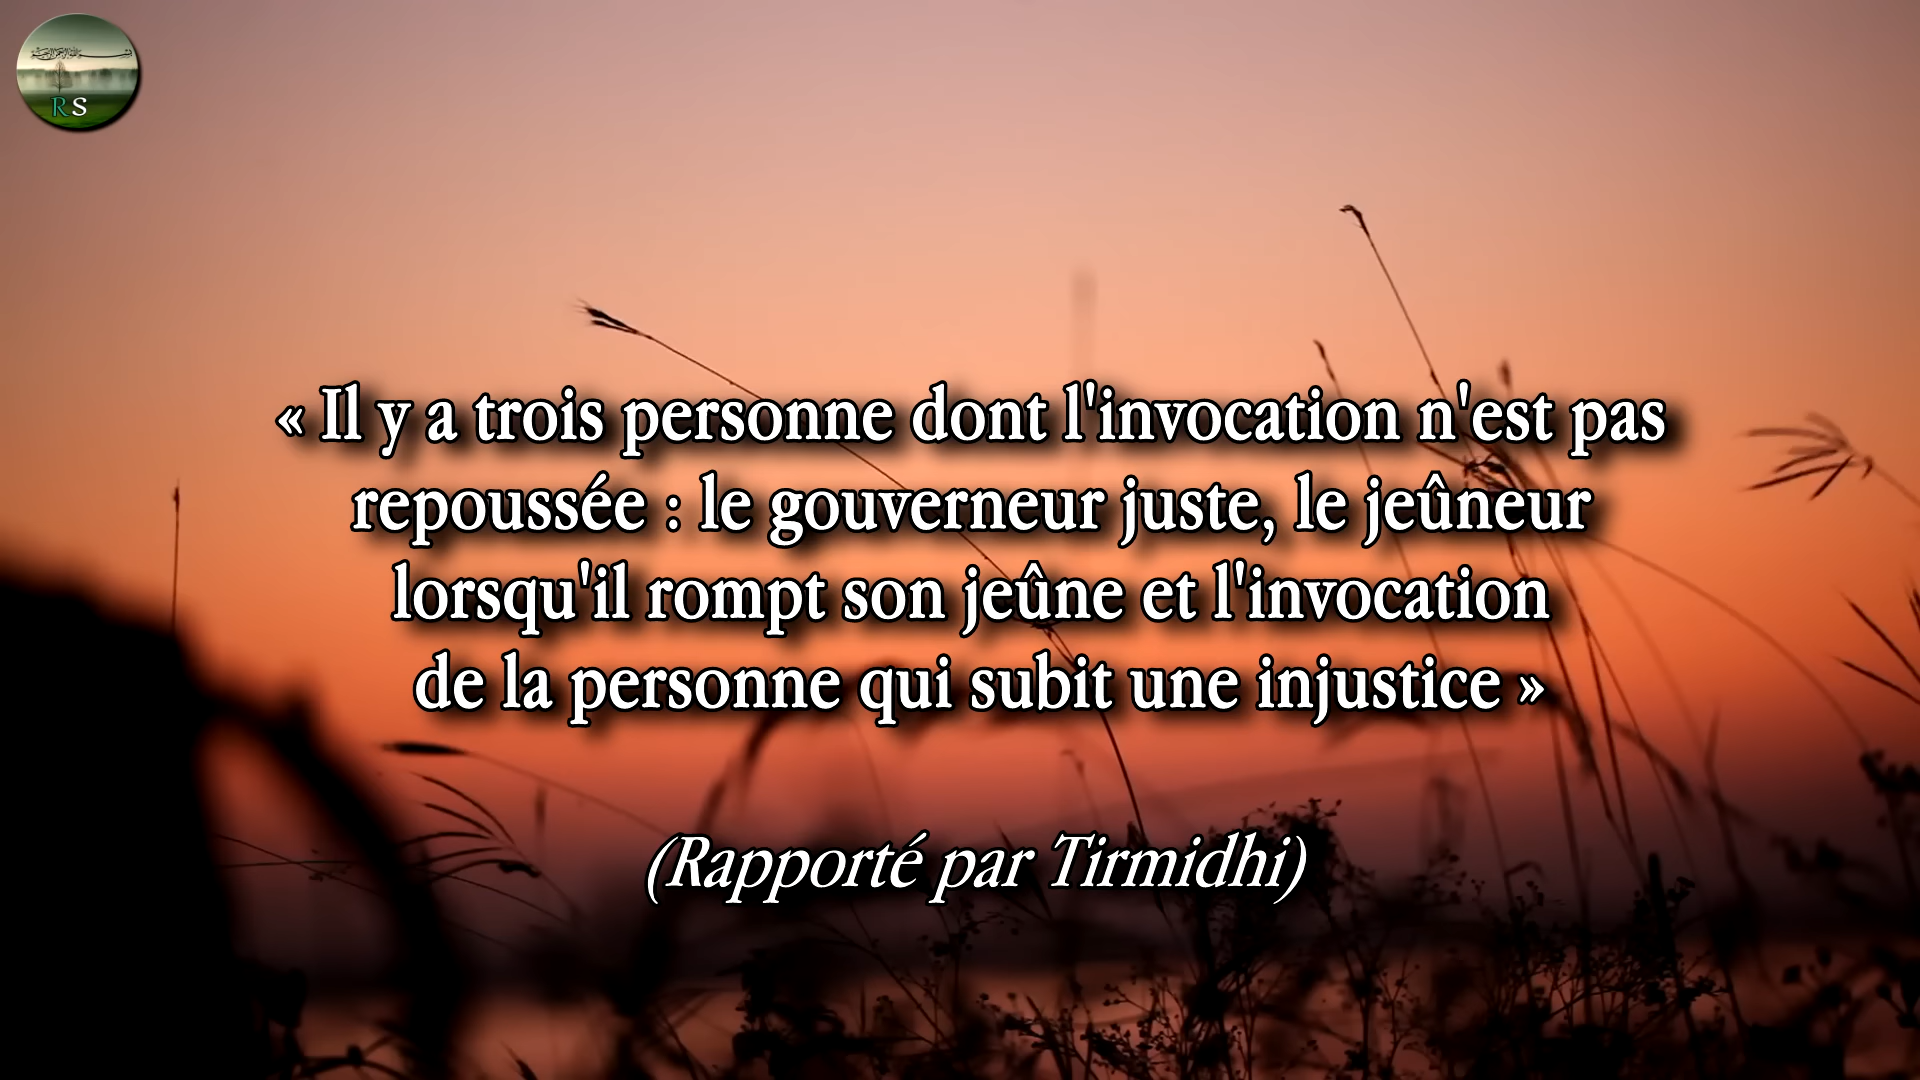 RS
« Il y a trois personne dont l'invocation n'est pas
repoussée : le gouverneur juste, le jeûneur
lorsqu'il rompt son jeûne et l'invocation
de la personne qui subit une injustice »
(Rapporté par Tirmidhi)